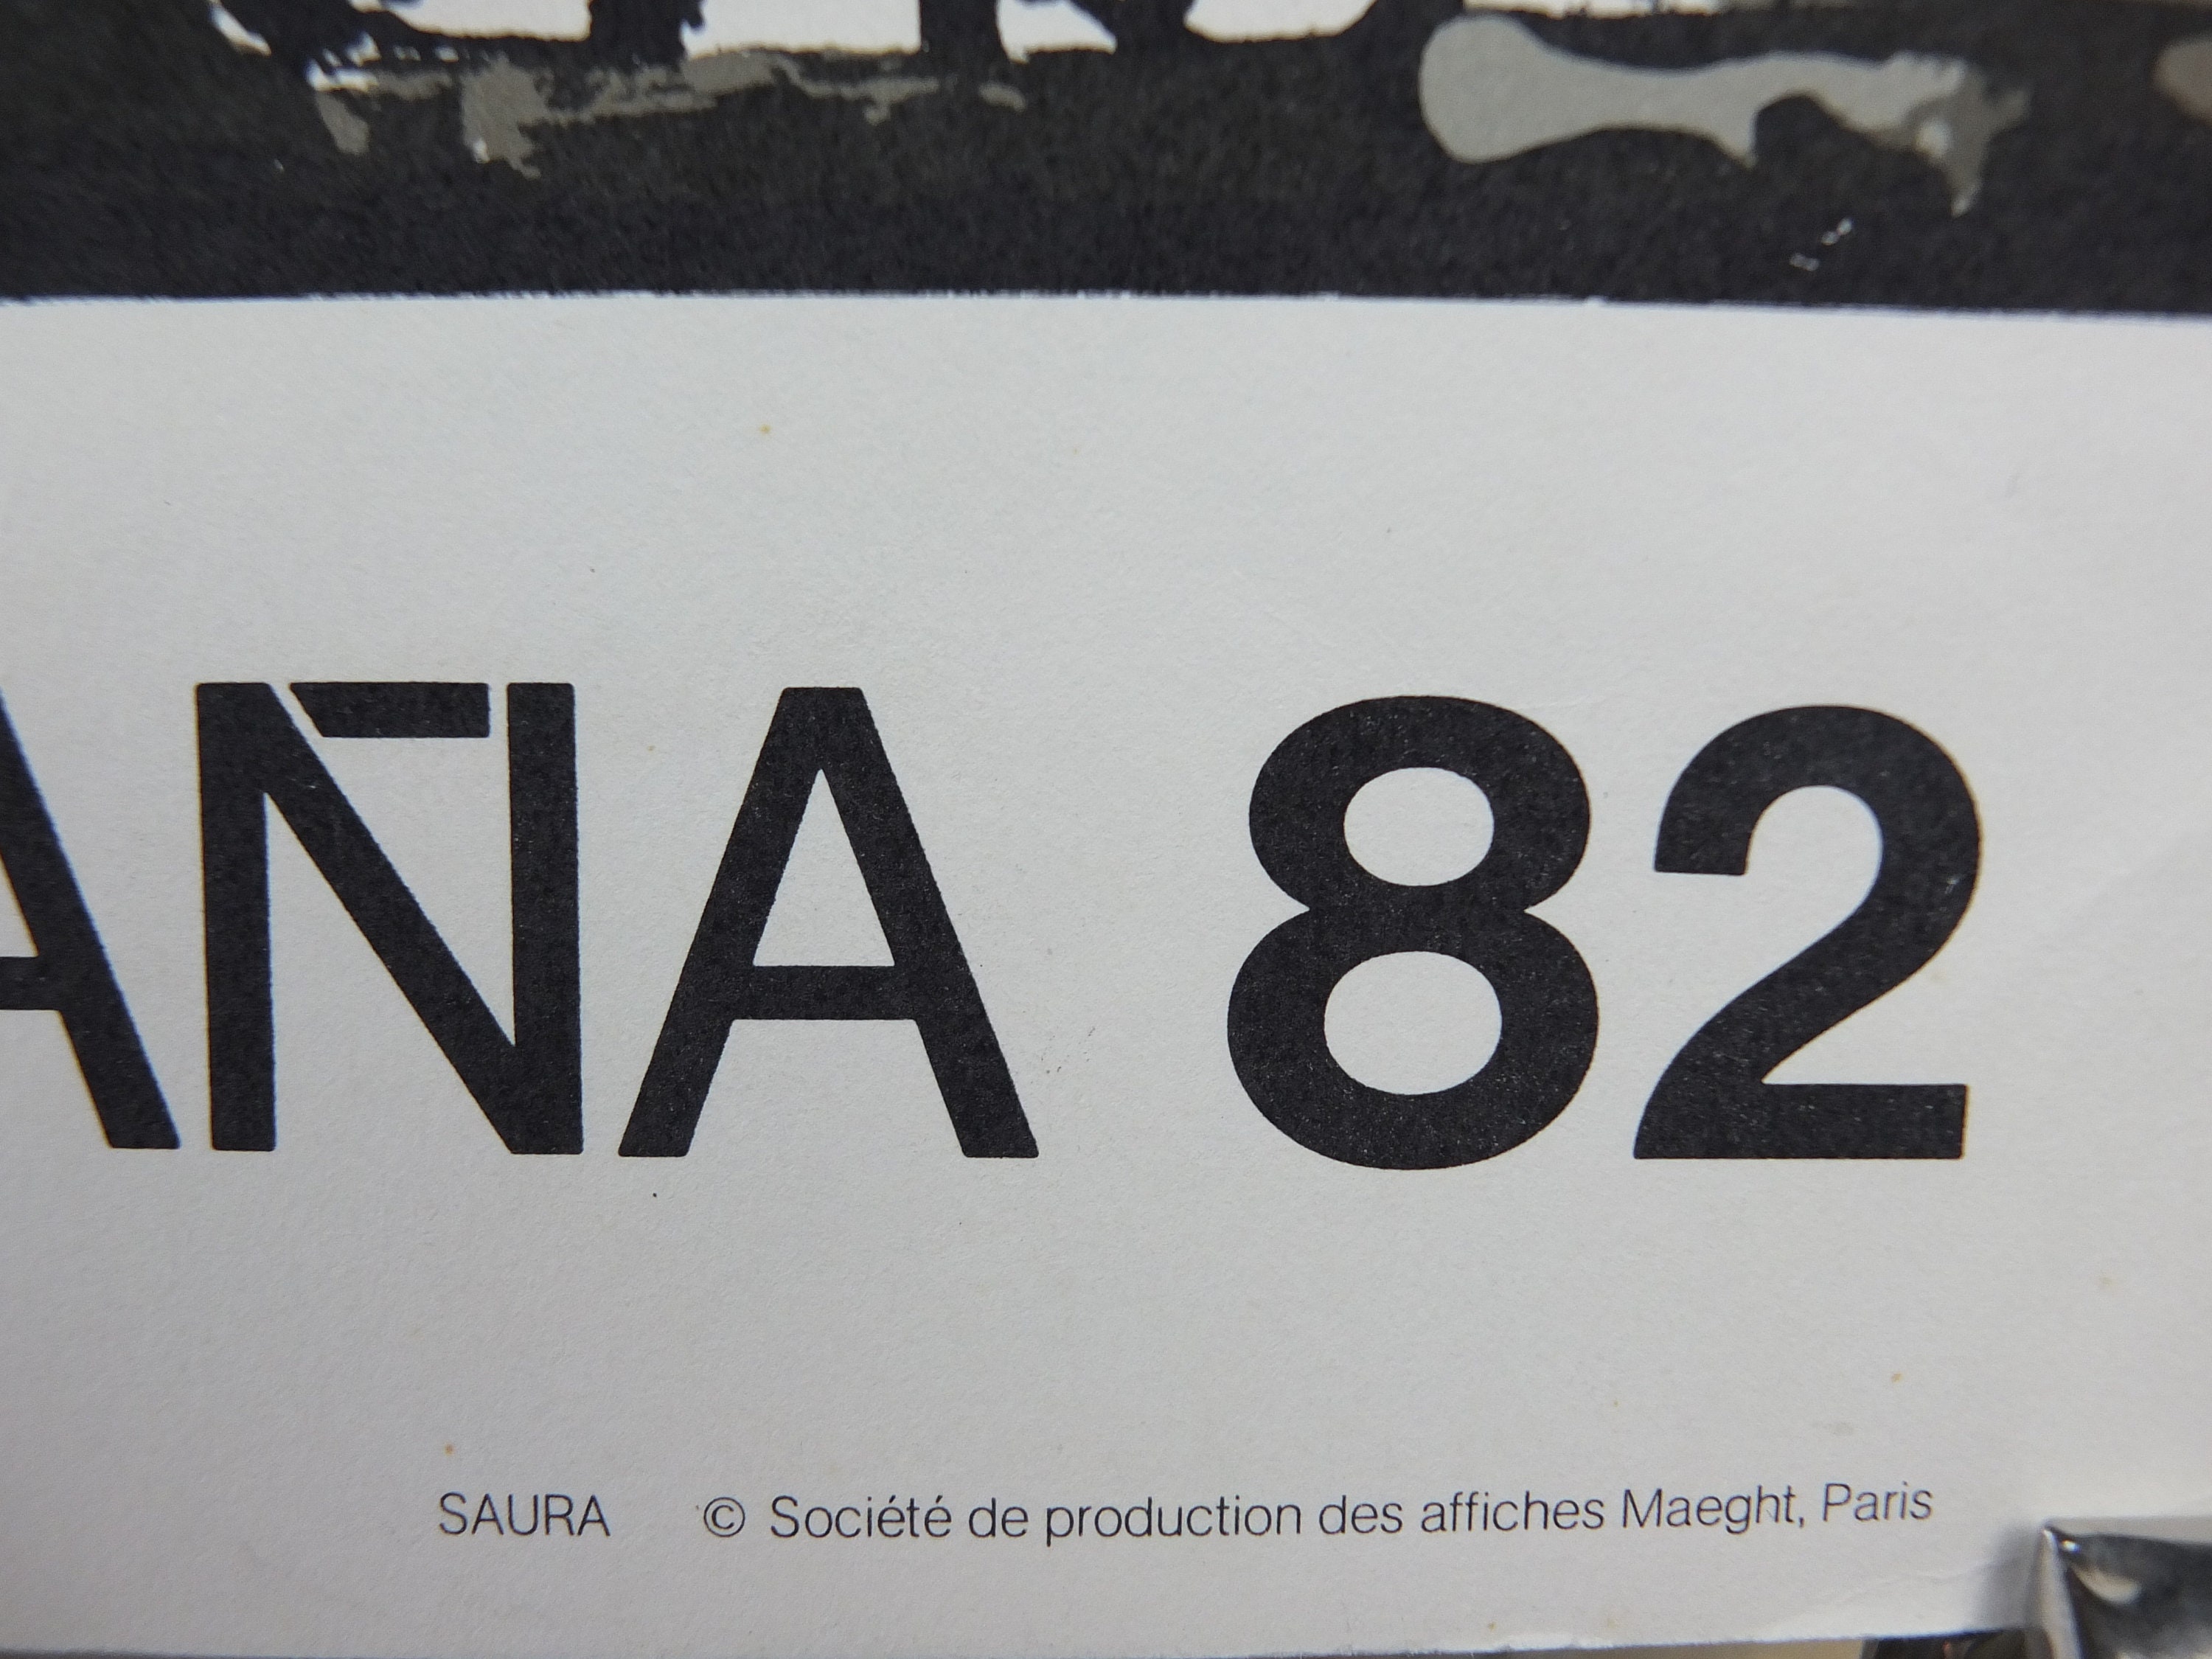 AÑA 82
SAURA © Société de production des affiches Maeght, Paris